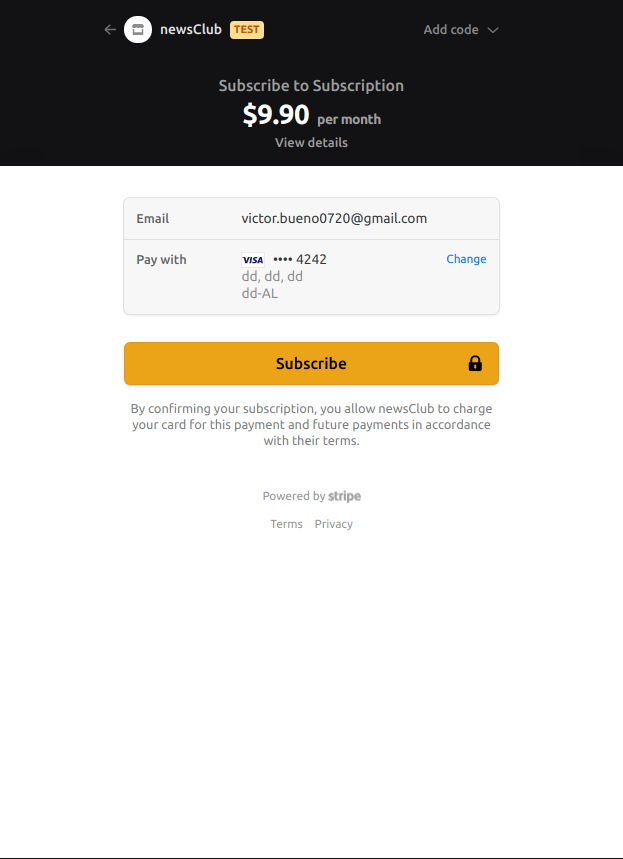 newsClub TEST Add code
Subscribe to Subscription
$9.90 per month
View details
Email victor.bueno0720@gmail.com
Pay with VISA •••• 4242 Change
dd, dd, dd
dd-AL
Subscribe
By confirming your subscription, you allow newsClub to charge
your card for this payment and future payments in accordance
with their terms.
Powered by stripe
Terms Privacy